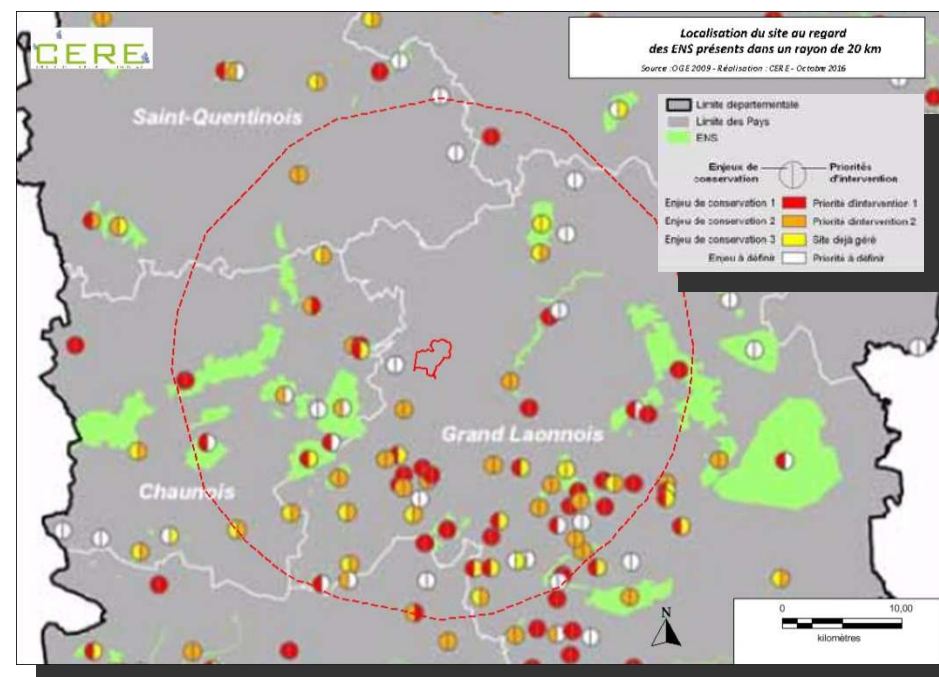 CERE
Localisation du site au regard
des ENS présents dans un rayon de 20 km
Source : OGE 2009 - Réalisation : CERE - Octobre 2016
Limite départementale
Limite des Pays
ENS
Enjeux de conservation
Priorités d'intervention
Enjeu de conservation 1
Priorité d'intervention 1
Enjeu de conservation 2
Priorité d'intervention 2
Enjeu de conservation 3
Site déjà géré
Enjeu à définir
Priorité à définir
Saint-Quentinois
Grand Laonnois
Chaunois
N
0 10,00
kilomètres